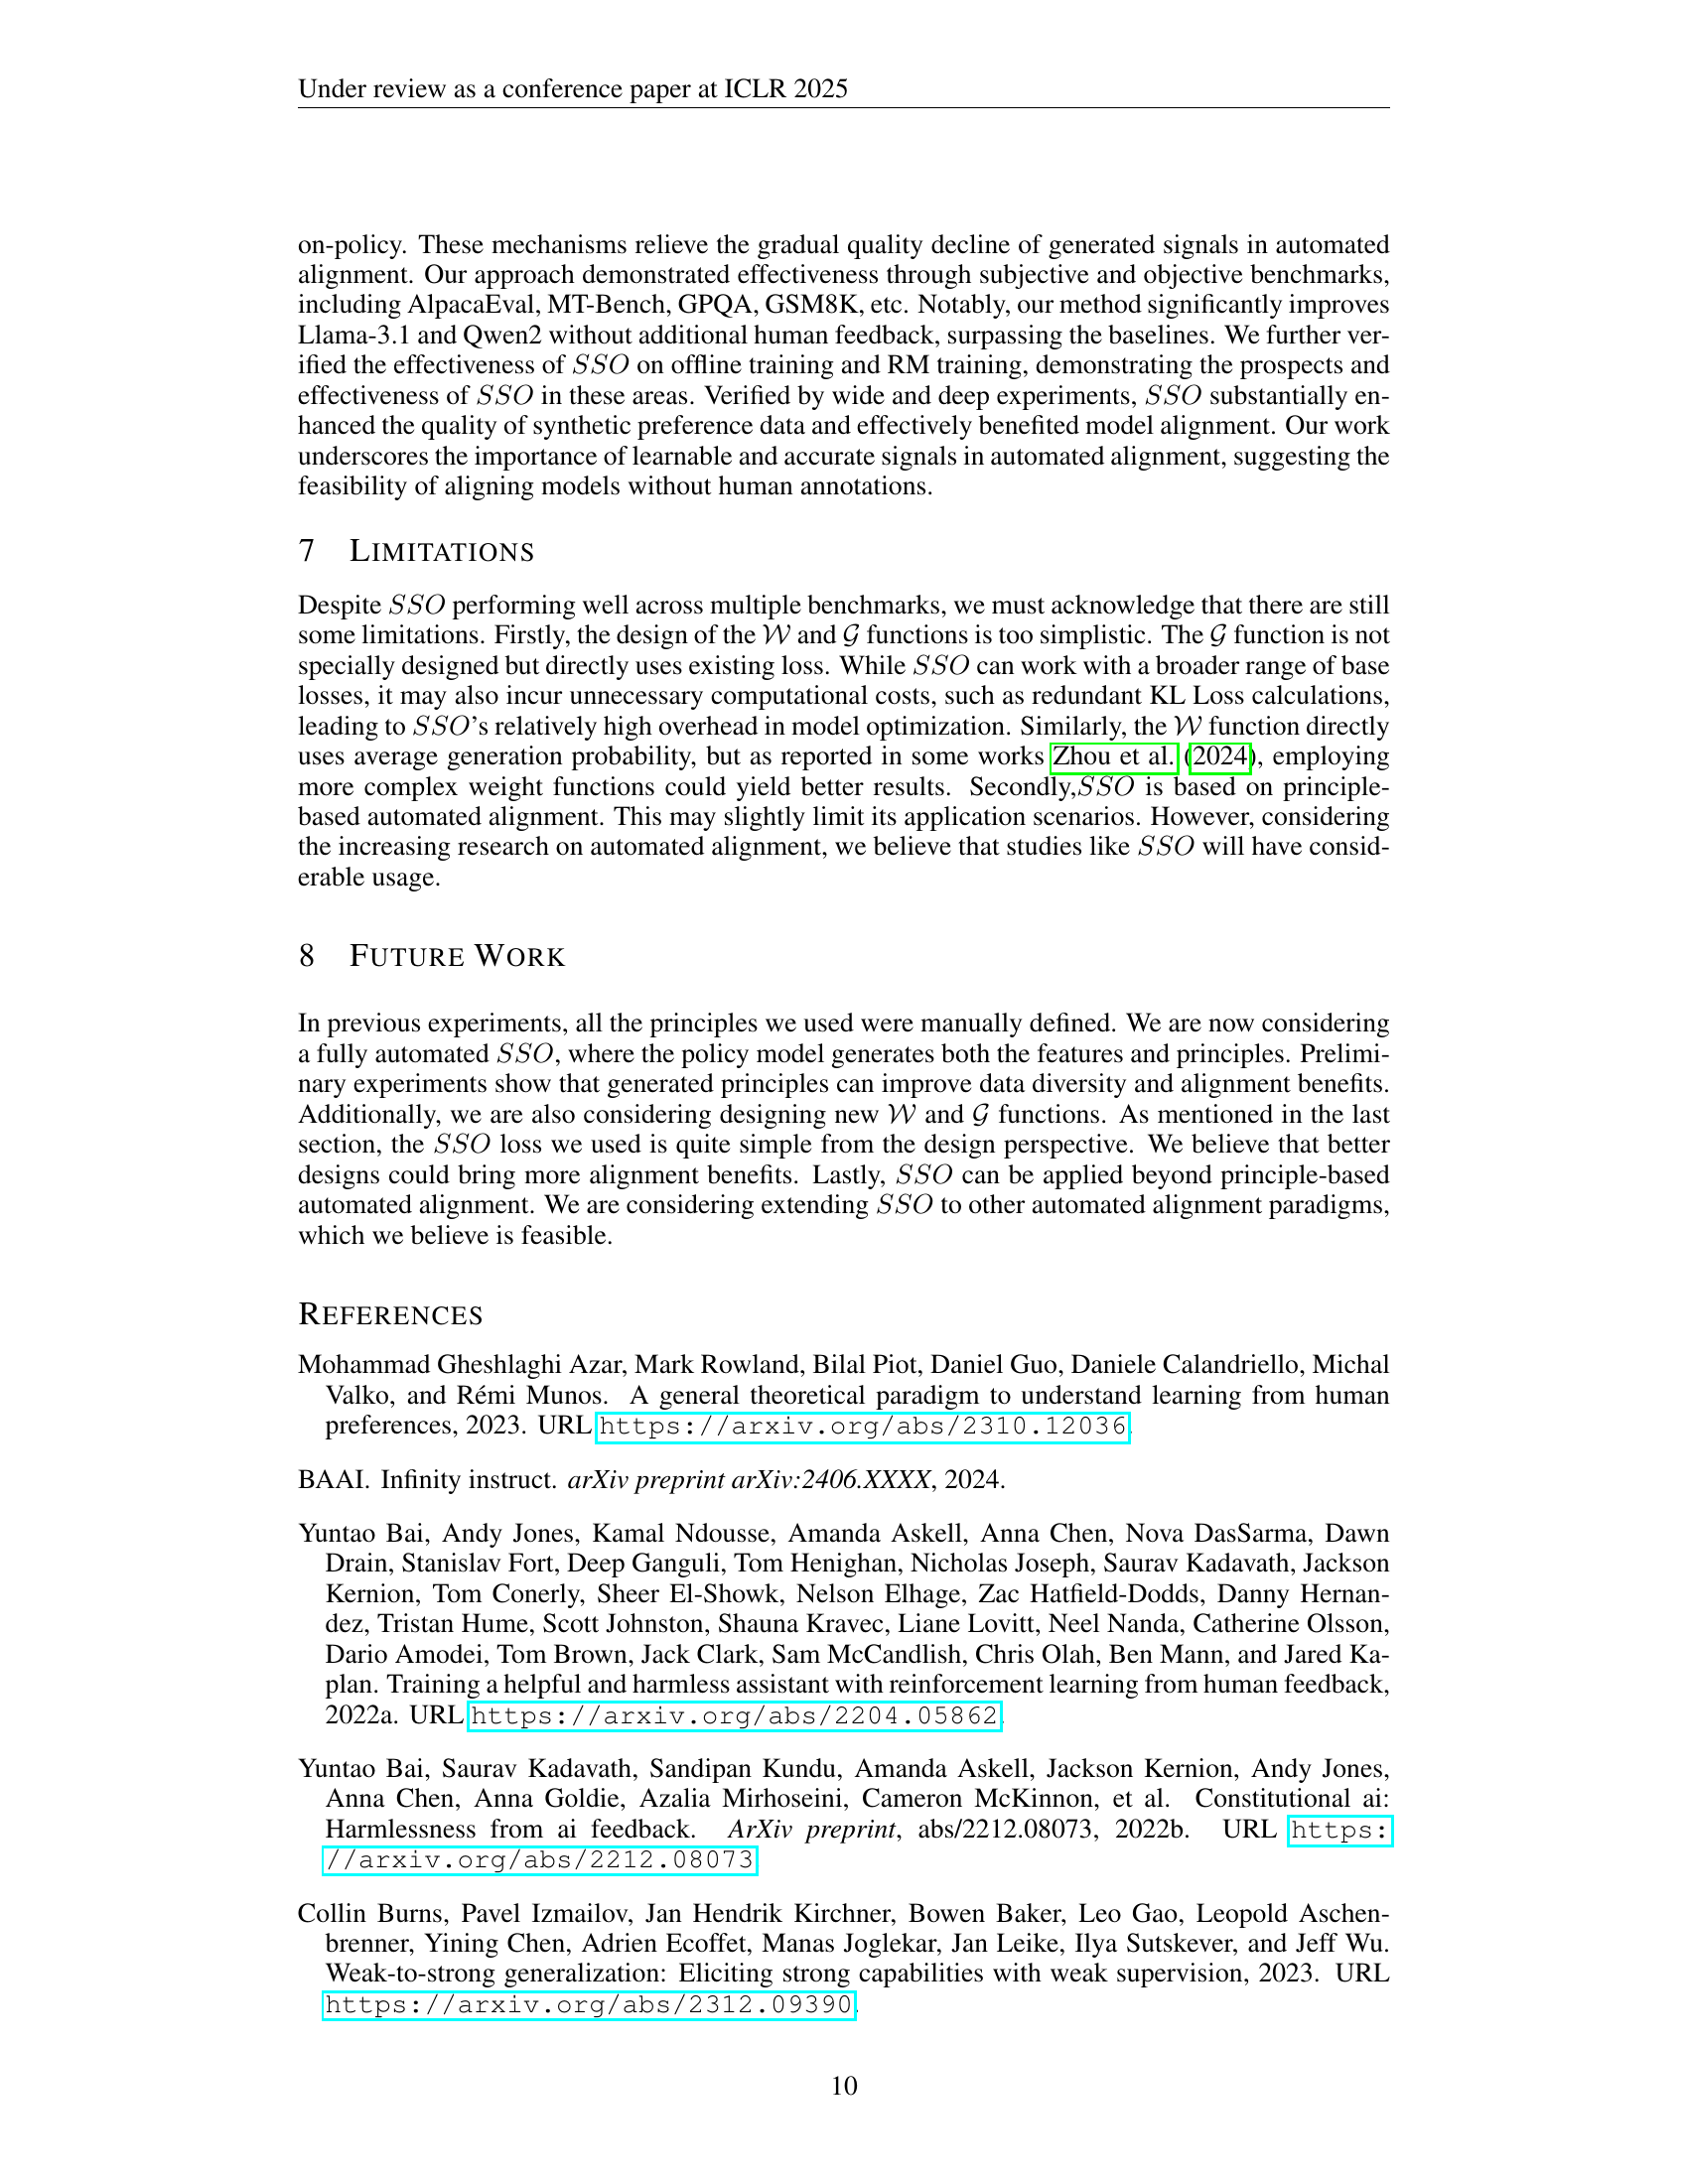 Under review as a conference paper at ICLR 2025
on-policy. These mechanisms relieve the gradual quality decline of generated signals in automated
alignment. Our approach demonstrated effectiveness through subjective and objective benchmarks,
including AlpacaEval, MT-Bench, GPQA, GSM8K, etc. Notably, our method significantly improves
Llama-3.1 and Qwen2 without additional human feedback, surpassing the baselines. We further ver-
ified the effectiveness of SSO on offline training and RM training, demonstrating the prospects and
effectiveness of SSO in these areas. Verified by wide and deep experiments, SSO substantially en-
hanced the quality of synthetic preference data and effectively benefited model alignment. Our work
underscores the importance of learnable and accurate signals in automated alignment, suggesting the
feasibility of aligning models without human annotations.
7 LIMITATIONS
Despite SSO performing well across multiple benchmarks, we must acknowledge that there are still
some limitations. Firstly, the design of the 𝒲 and 𝒢 functions is too simplistic. The 𝒢 function is not
specially designed but directly uses existing loss. While SSO can work with a broader range of base
losses, it may also incur unnecessary computational costs, such as redundant KL Loss calculations,
leading to SSO's relatively high overhead in model optimization. Similarly, the 𝒲 function directly
uses average generation probability, but as reported in some works Zhou et al. (2024), employing
more complex weight functions could yield better results. Secondly,SSO is based on principle-
based automated alignment. This may slightly limit its application scenarios. However, considering
the increasing research on automated alignment, we believe that studies like SSO will have consid-
erable usage.
8 FUTURE WORK
In previous experiments, all the principles we used were manually defined. We are now considering
a fully automated SSO, where the policy model generates both the features and principles. Prelimi-
nary experiments show that generated principles can improve data diversity and alignment benefits.
Additionally, we are also considering designing new 𝒲 and 𝒢 functions. As mentioned in the last
section, the SSO loss we used is quite simple from the design perspective. We believe that better
designs could bring more alignment benefits. Lastly, SSO can be applied beyond principle-based
automated alignment. We are considering extending SSO to other automated alignment paradigms,
which we believe is feasible.
REFERENCES
Mohammad Gheshlaghi Azar, Mark Rowland, Bilal Piot, Daniel Guo, Daniele Calandriello, Michal
Valko, and Rémi Munos. A general theoretical paradigm to understand learning from human
preferences, 2023. URL https://arxiv.org/abs/2310.12036.
BAAI. Infinity instruct. arXiv preprint arXiv:2406.XXXX, 2024.
Yuntao Bai, Andy Jones, Kamal Ndousse, Amanda Askell, Anna Chen, Nova DasSarma, Dawn
Drain, Stanislav Fort, Deep Ganguli, Tom Henighan, Nicholas Joseph, Saurav Kadavath, Jackson
Kernion, Tom Conerly, Sheer El-Showk, Nelson Elhage, Zac Hatfield-Dodds, Danny Hernan-
dez, Tristan Hume, Scott Johnston, Shauna Kravec, Liane Lovitt, Neel Nanda, Catherine Olsson,
Dario Amodei, Tom Brown, Jack Clark, Sam McCandlish, Chris Olah, Ben Mann, and Jared Ka-
plan. Training a helpful and harmless assistant with reinforcement learning from human feedback,
2022a. URL https://arxiv.org/abs/2204.05862.
Yuntao Bai, Saurav Kadavath, Sandipan Kundu, Amanda Askell, Jackson Kernion, Andy Jones,
Anna Chen, Anna Goldie, Azalia Mirhoseini, Cameron McKinnon, et al. Constitutional ai:
Harmlessness from ai feedback. ArXiv preprint, abs/2212.08073, 2022b. URL https:
//arxiv.org/abs/2212.08073.
Collin Burns, Pavel Izmailov, Jan Hendrik Kirchner, Bowen Baker, Leo Gao, Leopold Aschen-
brenner, Yining Chen, Adrien Ecoffet, Manas Joglekar, Jan Leike, Ilya Sutskever, and Jeff Wu.
Weak-to-strong generalization: Eliciting strong capabilities with weak supervision, 2023. URL
https://arxiv.org/abs/2312.09390.
10